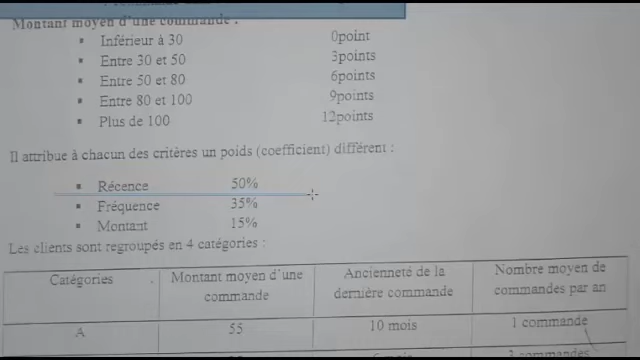 Montant moyen d'une commande :
▪ Inférieur à 30 0point
▪ Entre 30 et 50 3points
▪ Entre 50 et 80 6points
▪ Entre 80 et 100 9points
▪ Plus de 100 12points
Il attribue à chacun des critères un poids (coefficient) différent :
▪ Récence 50%
▪ Fréquence 35%
▪ Montant 15%
Les clients sont regroupés en 4 catégories :
Catégories Montant moyen d'une commande Ancienneté de la dernière commande Nombre moyen de commandes par an
A 55 10 mois 1 commande
commandes